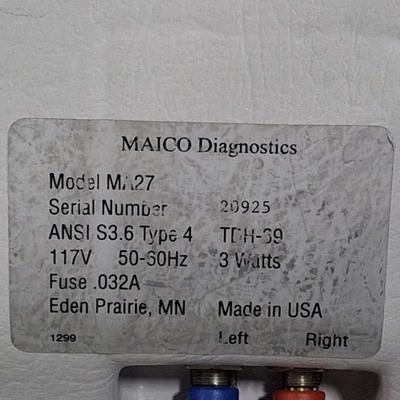 MAICO Diagnostics
Model MA27
Serial Number 20925
ANSI S3.6 Type 4 TDH-39
117V 50-60Hz 3 Watts
Fuse .032A
Eden Prairie, MN Made in USA
1299 Left Right